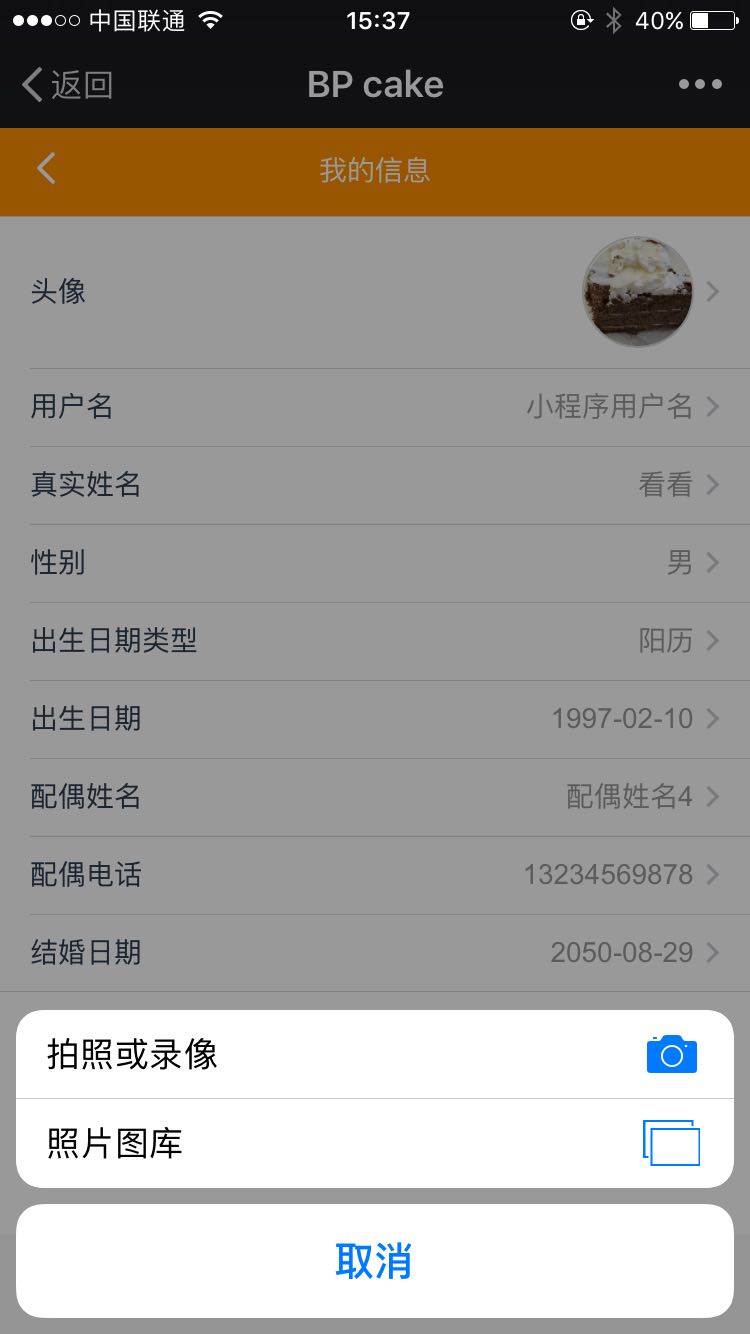 中国联通 15:37 40%
返回 BP cake
我的信息
头像
用户名 小程序用户名
真实姓名 看看
性别 男
出生日期类型 阳历
出生日期 1997-02-10
配偶姓名 配偶姓名4
配偶电话 13234569878
结婚日期 2050-08-29
拍照或录像
照片图库
取消